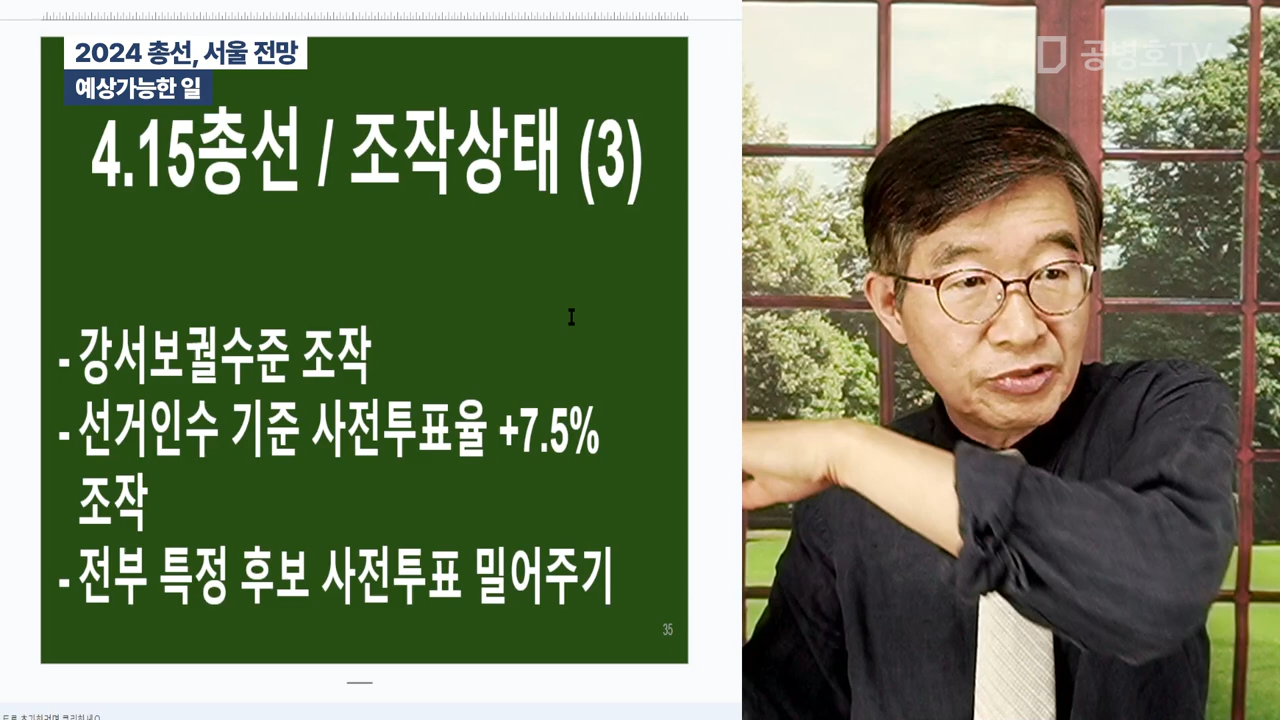 2024 총선, 서울 전망
예상가능한 일
공병호TV
4.15총선 / 조작상태 (3)
- 강서보궐수준 조작
- 선거인수 기준 사전투표율 +7.5%
조작
- 전부 특정 후보 사전투표 밀어주기
35